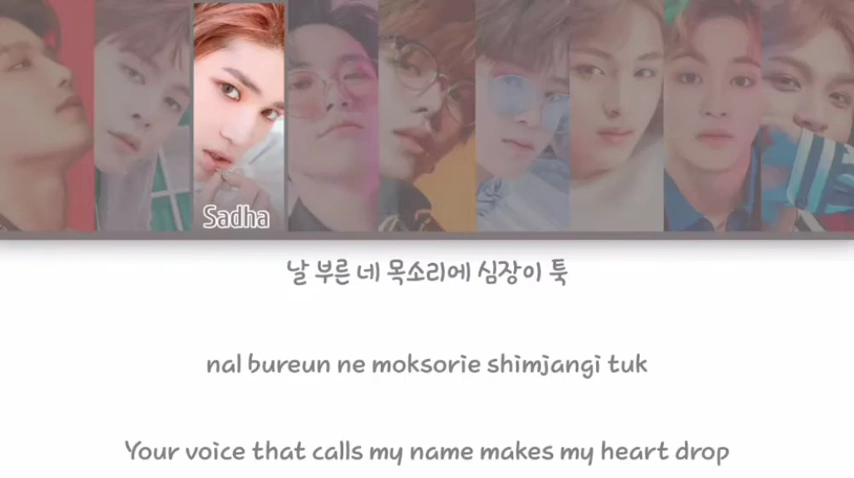 Sadha
날 부른 네 목소리에 심장이 툭
nal bureun ne moksorie shimjangi tuk
Your voice that calls my name makes my heart drop